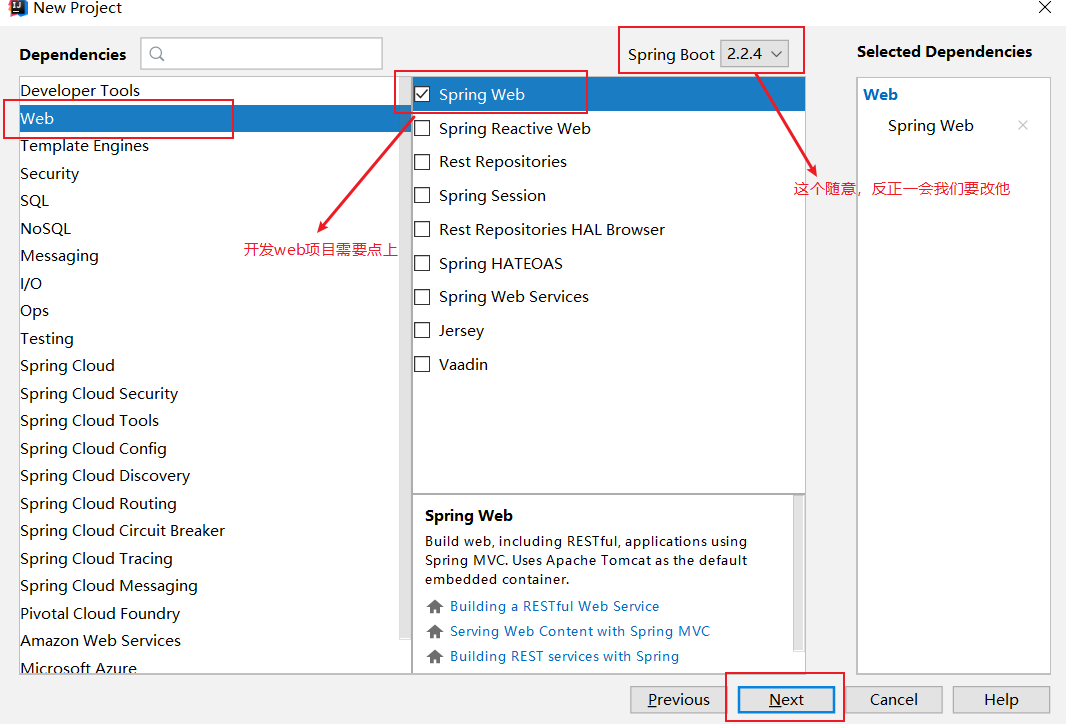 New Project
Dependencies
Spring Boot 2.2.4
Selected Dependencies
Developer Tools
Web
Template Engines
Security
SQL
NoSQL
Messaging
I/O
Ops
Testing
Spring Cloud
Spring Cloud Security
Spring Cloud Tools
Spring Cloud Config
Spring Cloud Discovery
Spring Cloud Routing
Spring Cloud Circuit Breaker
Spring Cloud Tracing
Spring Cloud Messaging
Pivotal Cloud Foundry
Amazon Web Services
Microsoft Azure
开发web项目需要点上
Spring Web
Spring Reactive Web
Rest Repositories
Spring Session
Rest Repositories HAL Browser
Spring HATEOAS
Spring Web Services
Jersey
Vaadin
这个随意，反正一会我们要改他
Spring Web
Build web, including RESTful, applications using
Spring MVC. Uses Apache Tomcat as the default
embedded container.
Building a RESTful Web Service
Serving Web Content with Spring MVC
Building REST services with Spring
Web
Spring Web
Previous
Next
Cancel
Help